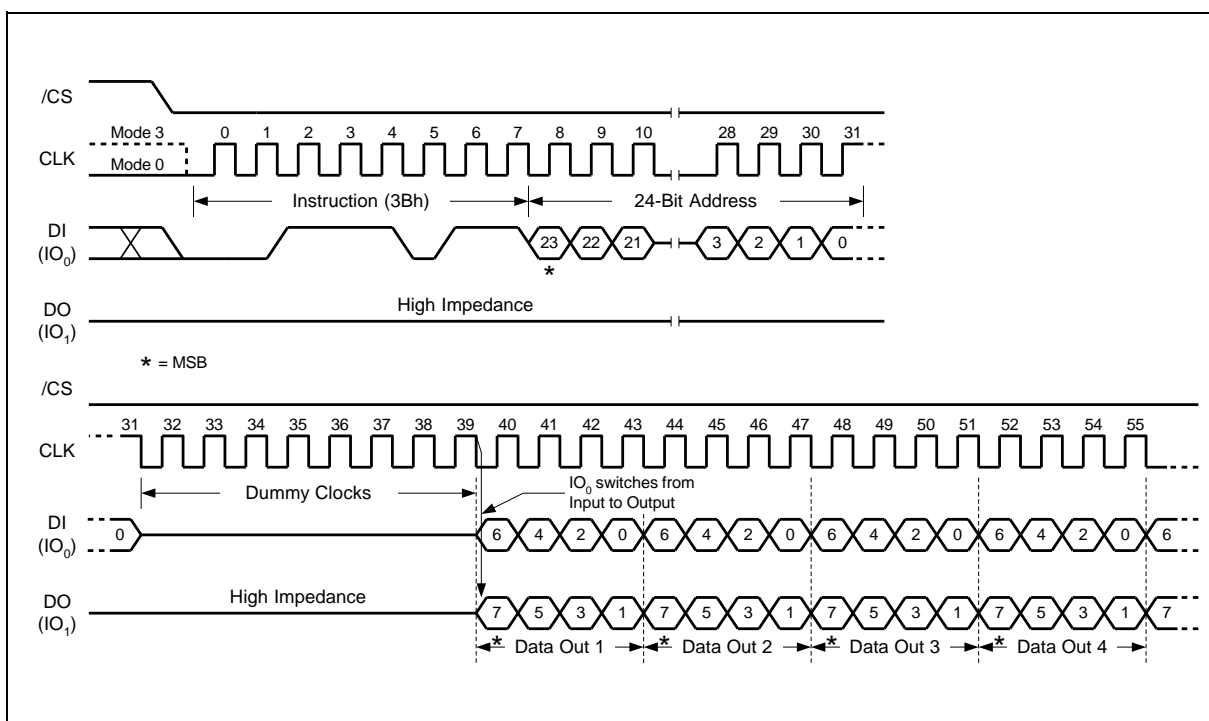 /CS
Mode 3 0 1 2 3 4 5 6 7 8 9 10 28 29 30 31
CLK
Mode 0
Instruction (3Bh) 24-Bit Address
DI
(IO0) 23 22 21 3 2 1 0
*
High Impedance
DO
(IO1)
* = MSB
/CS
31 32 33 34 35 36 37 38 39 40 41 42 43 44 45 46 47 48 49 50 51 52 53 54 55
CLK
Dummy Clocks
IO0 switches from
Input to Output
DI
(IO0) 0 6 4 2 0 6 4 2 0 6 4 2 0 6 4 2 0 6
High Impedance
DO
(IO1) 7 5 3 1 7 5 3 1 7 5 3 1 7 5 3 1 7
* Data Out 1 * Data Out 2 * Data Out 3 * Data Out 4